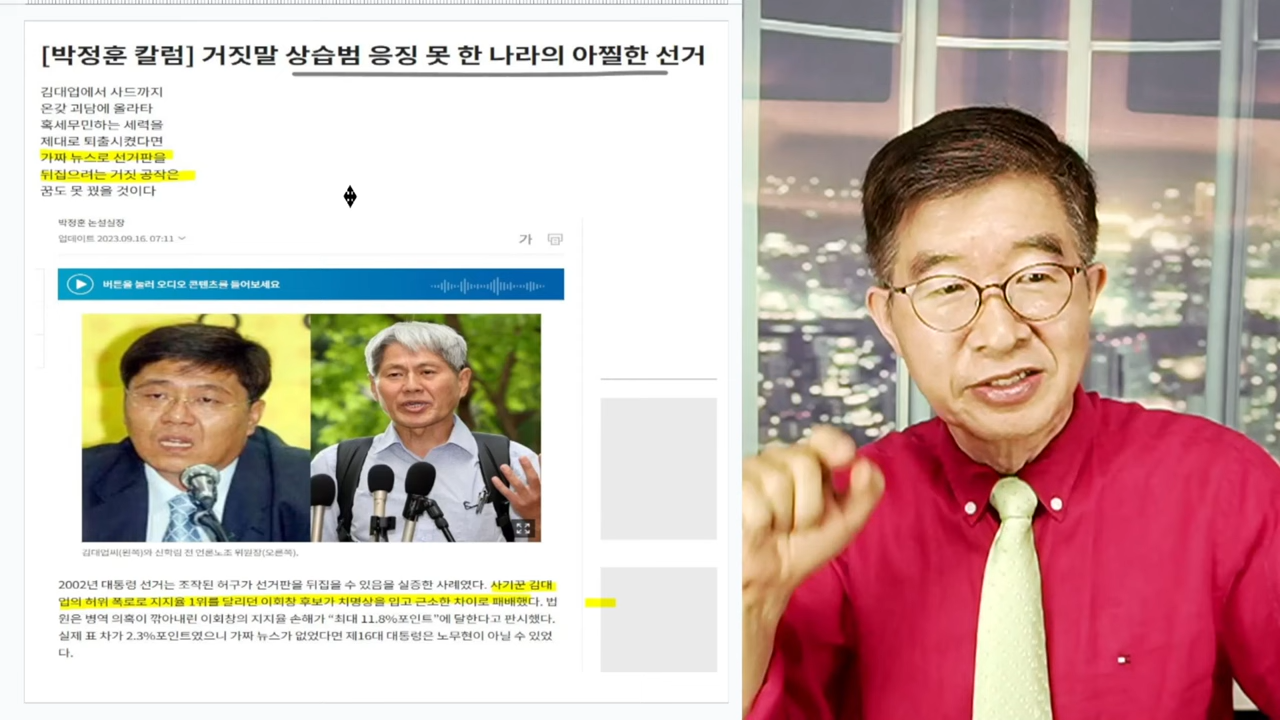 [박정훈 칼럼] 거짓말 상습범 응징 못 한 나라의 아찔한 선거
김대업에서 사드까지
온갖 괴담에 올라타
혹세무민하는 세력을
제대로 퇴출시켰다면
가짜 뉴스로 선거판을
뒤집으려는 거짓 공작은
꿈도 못 꿨을 것이다
박정훈 논설실장
업데이트 2023.09.16. 07:11
가
버튼을 눌러 오디오 콘텐츠를 들어보세요
김대업씨(왼쪽)와 신학림 전 언론노조 위원장(오른쪽).
2002년 대통령 선거는 조작된 허구가 선거판을 뒤집을 수 있음을 실증한 사례였다. 사기꾼 김대
업의 허위 폭로로 지지율 1위를 달리던 이회창 후보가 치명상을 입고 근소한 차이로 패배했다. 법
원은 병역 의혹이 깎아내린 이회창의 지지율 손해가 “최대 11.8%포인트”에 달한다고 판시했다.
실제 표 차가 2.3%포인트였으니 가짜 뉴스가 없었다면 제16대 대통령은 노무현이 아닐 수 있었
다.